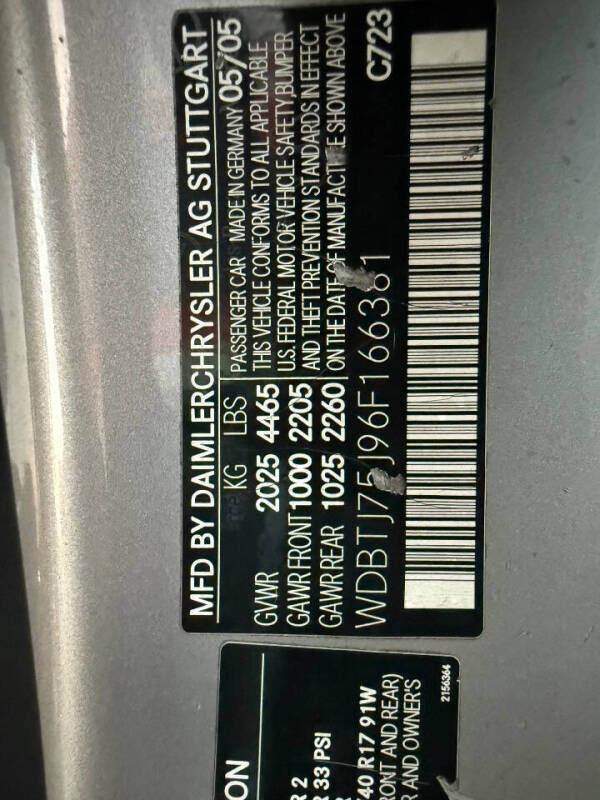 MFD BY DAIMLERCHRYSLER AG STUTTGART
KG LBS
GVWR 2025 4465
GAWR FRONT 1000 2205
GAWR REAR 1025 2260
PASSENGER CAR MADE IN GERMANY 05/05
THIS VEHICLE CONFORMS TO ALL APPLICABLE
U.S. FEDERAL MOTOR VEHICLE SAFETY, BUMPER
AND THEFT PREVENTION STANDARDS IN EFFECT
ON THE DATE OF SHOWN ABOVE
C723
ON
R 2
R 33 PSI
R
/40 R17 91W
RONT AND REAR)
R AND OWNER'S
2156364